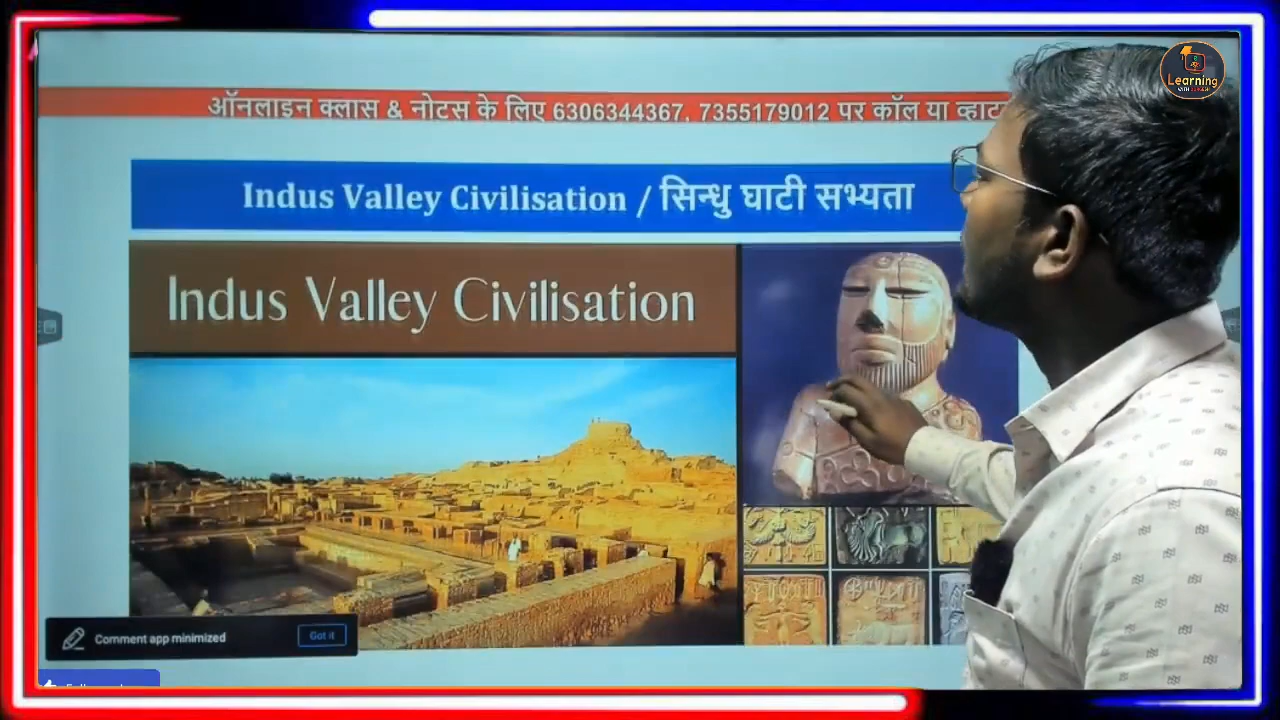 Learning
ऑनलाइन क्लास & नोटस के लिए 6306344367, 7355179012 पर कॉल या
Indus Valley Civilisation / सिन्धु घाटी सभ्यता
Indus Valley Civilisation
Comment app minimized
Got it